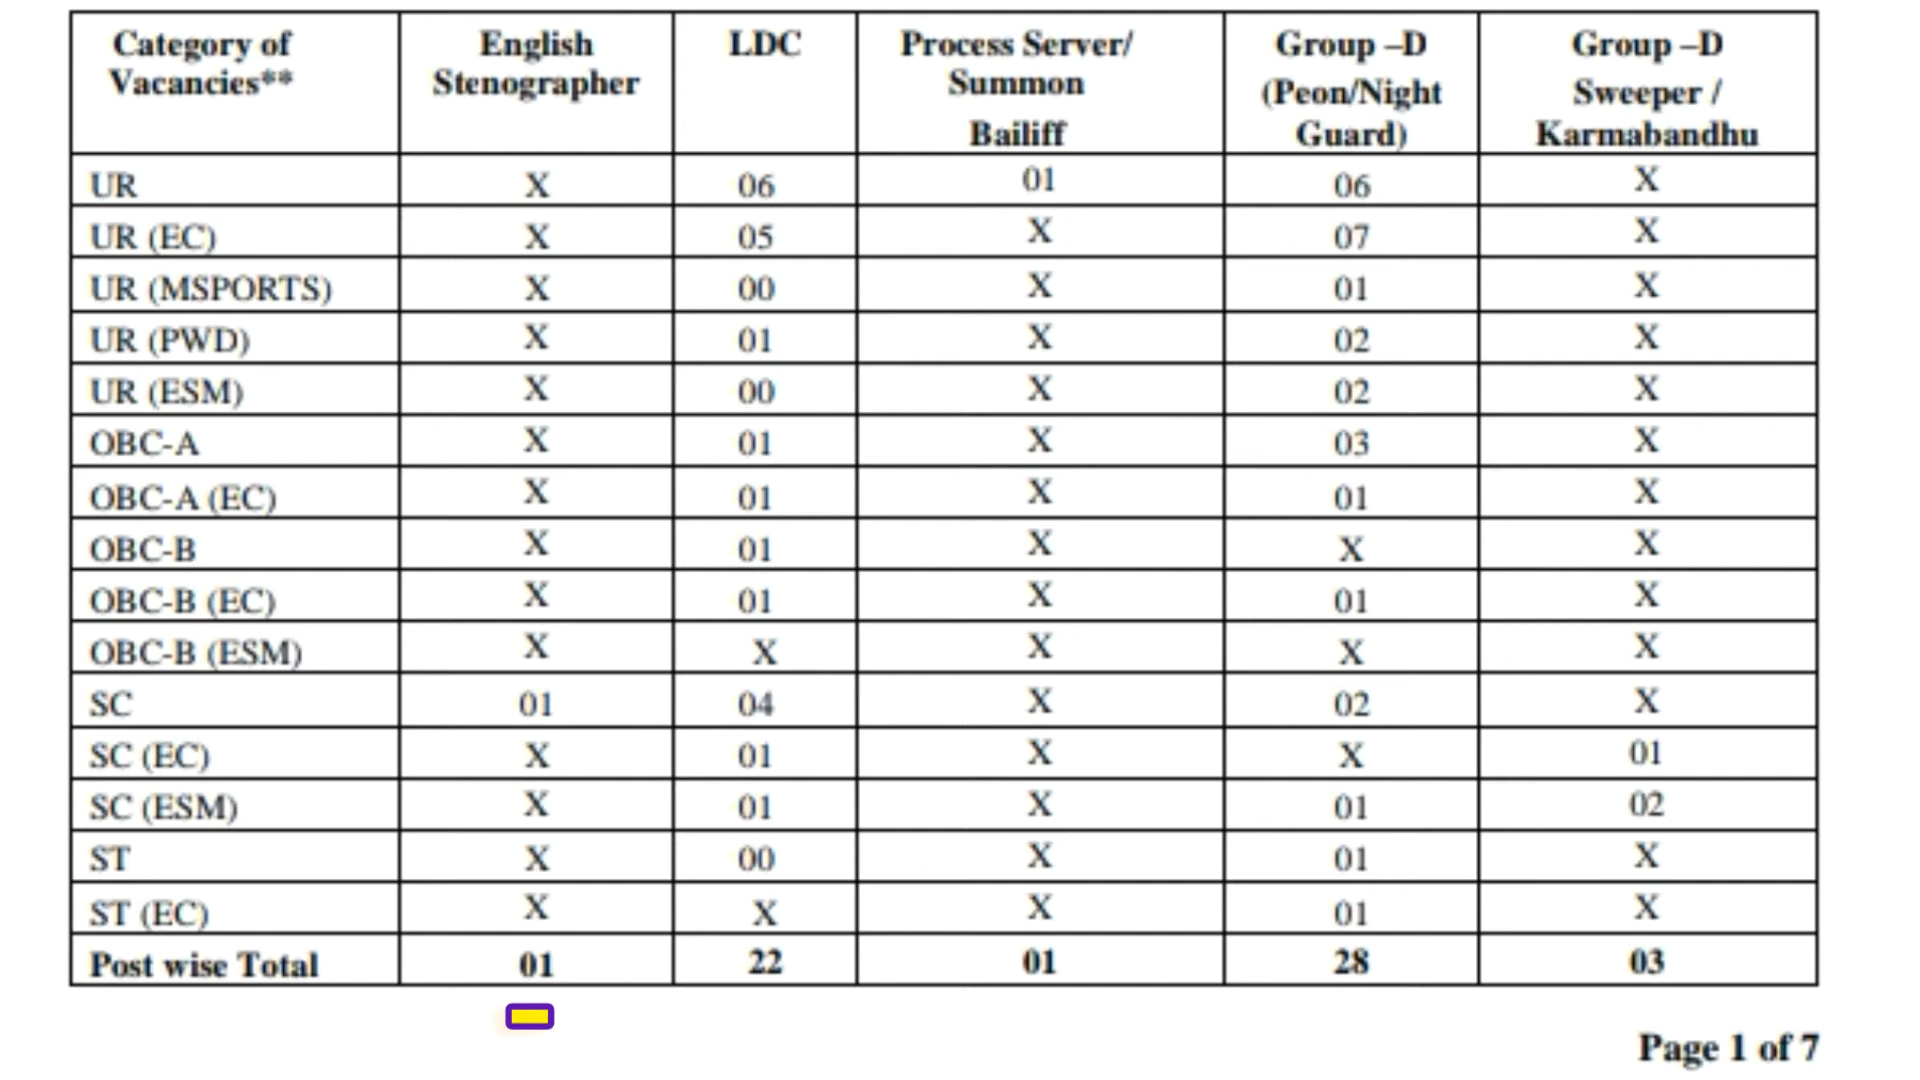 Category of Vacancies** English Stenographer LDC Process Server/ Summon Bailiff Group –D (Peon/Night Guard) Group –D Sweeper / Karmabandhu
UR X 06 01 06 X
UR (EC) X 05 X 07 X
UR (MSPORTS) X 00 X 01 X
UR (PWD) X 01 X 02 X
UR (ESM) X 00 X 02 X
OBC-A X 01 X 03 X
OBC-A (EC) X 01 X 01 X
OBC-B X 01 X X X
OBC-B (EC) X 01 X 01 X
OBC-B (ESM) X X X X X
SC 01 04 X 02 X
SC (EC) X 01 X X 01
SC (ESM) X 01 X 01 02
ST X 00 X 01 X
ST (EC) X X X 01 X
Post wise Total 01 22 01 28 03
Page 1 of 7